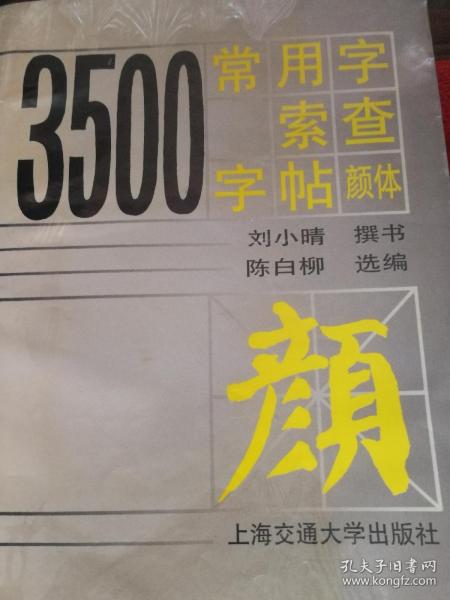 3500
常用字
索查
字帖 颜体
刘小晴 撰书
陈白柳 选编
顔
上海交通大学出版社
孔夫子旧书网
www.kongfz.com